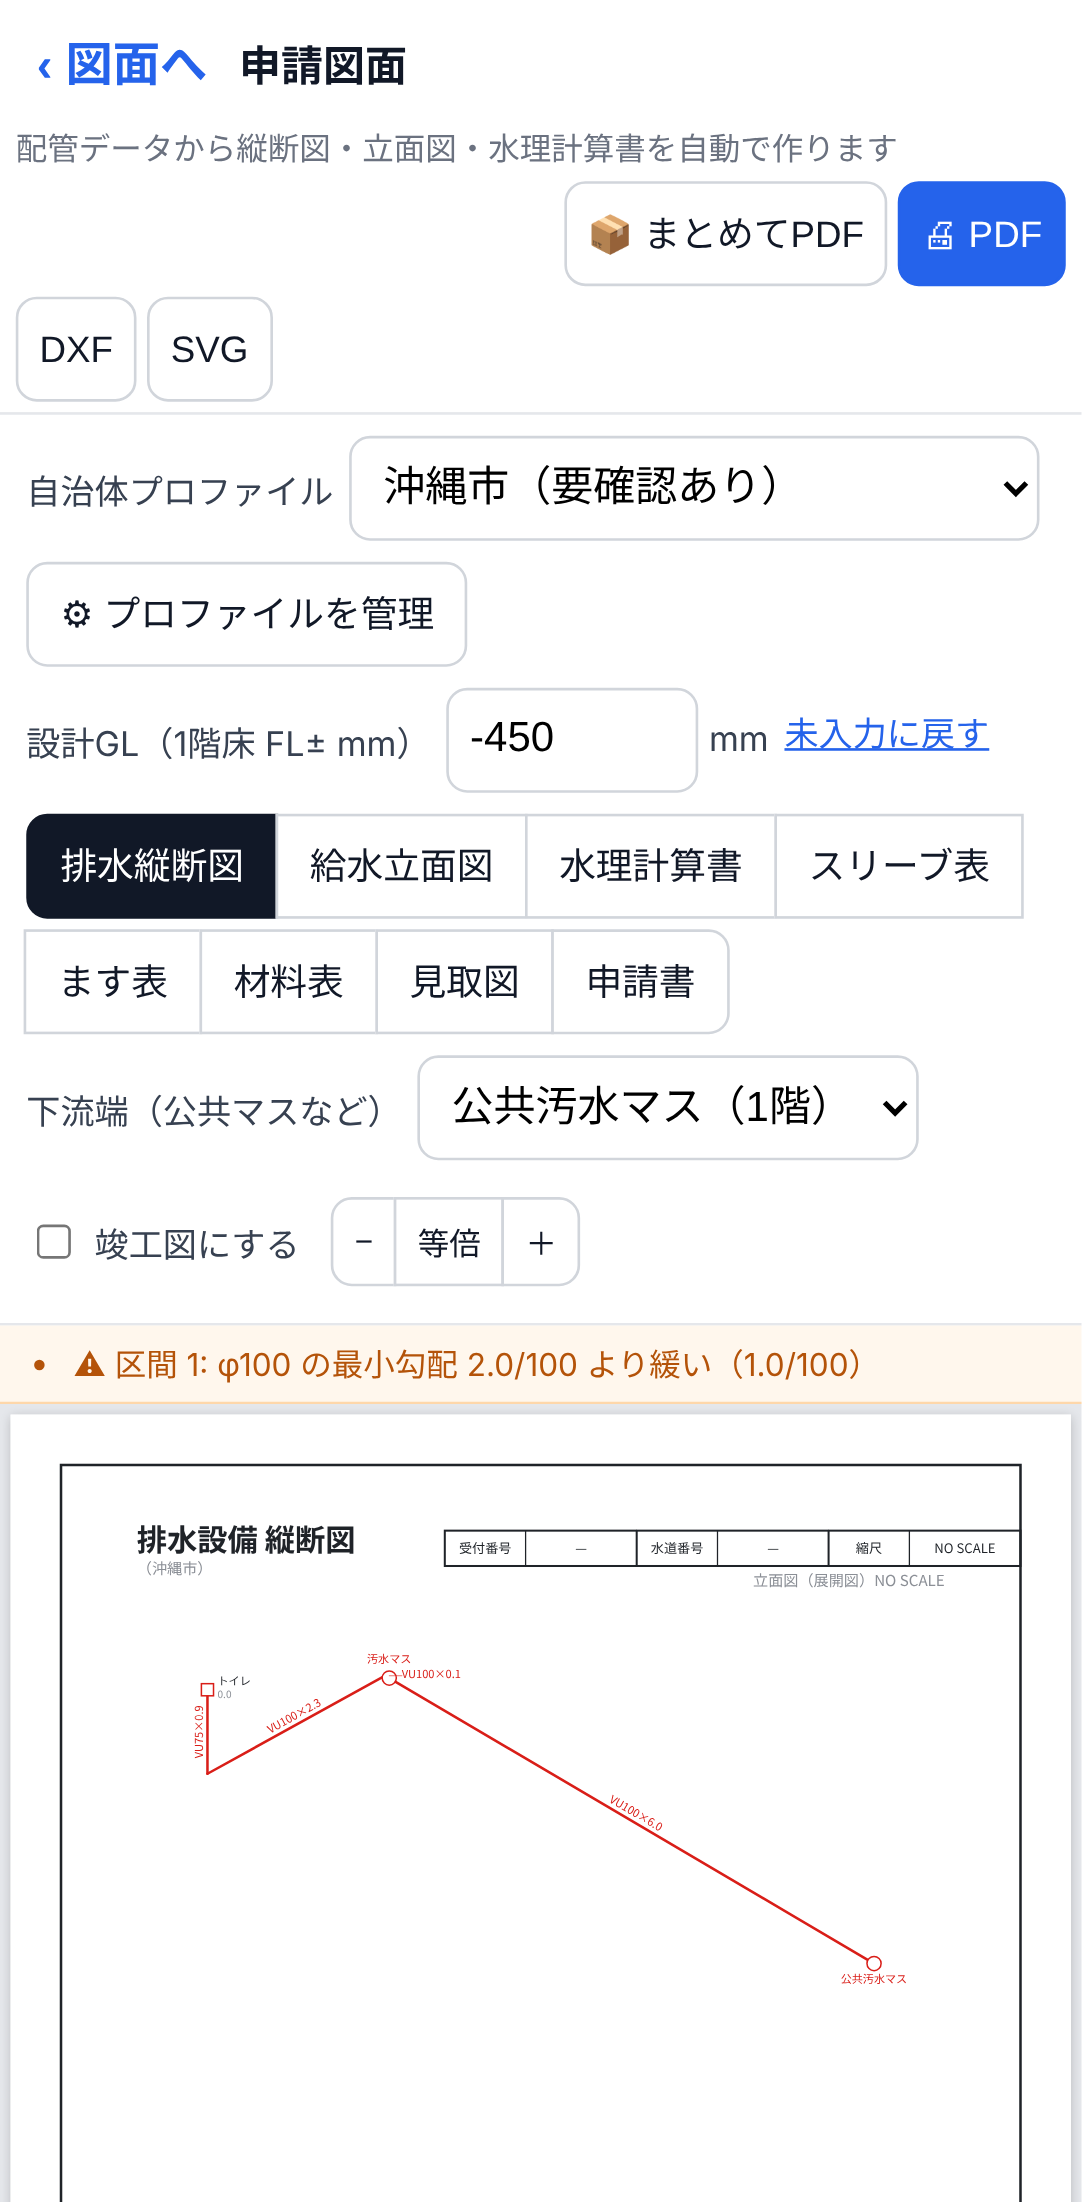 ‹ 図面へ 申請図面
配管データから縦断図・立面図・水理計算書を自動で作ります
📦 まとめてPDF 🖨 PDF
DXF SVG
自治体プロファイル 沖縄市（要確認あり）
⚙ プロファイルを管理
設計GL（1階床 FL± mm） -450 mm 未入力に戻す
排水縦断図 給水立面図 水理計算書 スリーブ表
ます表 材料表 見取図 申請書
下流端（公共マスなど） 公共汚水マス（1階）
竣工図にする − 等倍 ＋
• ⚠ 区間 1: φ100 の最小勾配 2.0/100 より緩い（1.0/100）
排水設備 縦断図
（沖縄市）
受付番号 — 水道番号 — 縮尺 NO SCALE
立面図（展開図）NO SCALE
汚水マス
VU100×0.1
トイレ
0.0
VU75×0.9
VU100×2.3
VU100×6.0
公共汚水マス